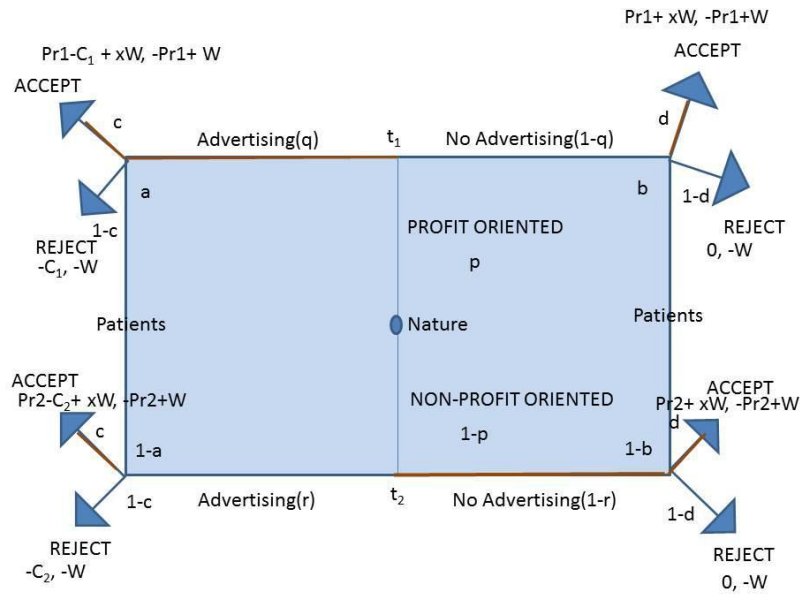 Pr1+ xW, -Pr1+W
Pr1-C₁ + xW, -Pr1+ W
ACCEPT
ACCEPT
c
d
Advertising(q)
t₁
No Advertising(1-q)
a
b
1-d
1-c
REJECT
-C₁, -W
PROFIT ORIENTED
REJECT
0, -W
p
Patients
Nature
Patients
ACCEPT
Pr2-C₂+ xW, -Pr2+W
NON-PROFIT ORIENTED
ACCEPT
Pr2+ xW, -Pr2+W
c
1-p
d
1-a
1-b
1-c
Advertising(r)
t₂
No Advertising(1-r)
1-d
REJECT
-C₂, -W
REJECT
0, -W